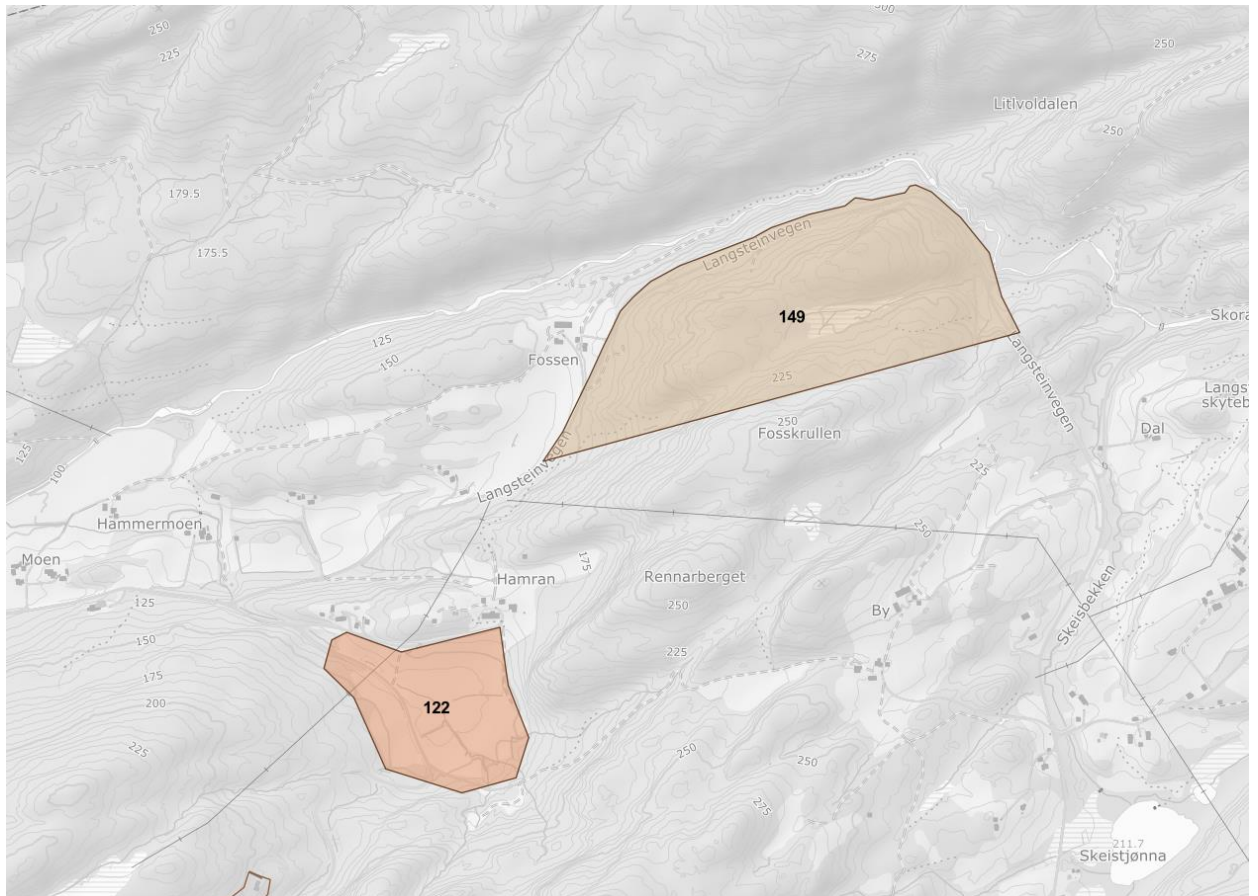 300
250
225
275
250
Litlvoldalen
250
179.5
Langsteinvegen
175.5
149
Skora
125
Fossen
150
Langsteinvegen
225
Langst
skyteb
250
Fosskrullen
Dal
125
100
Langsteinvegen
225
Hammermoen
250
Moen
175
Hamran
Rennarberget
125
250
By
Skeisbekken
150
225
175
200
122
225
250
250
275
211.7
Skeistjønna